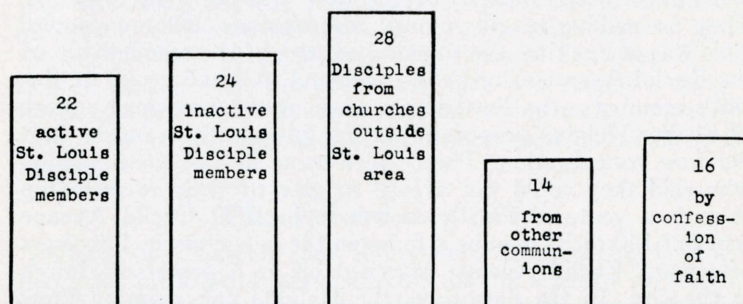 22
active
St. Louis
Disciple
members
24
inactive
St. Louis
Disciple
members
28
Disciples
from
churches
outside
St. Louis
area
14
from
other
commun-
ions
16
by
confess-
ion
of
faith